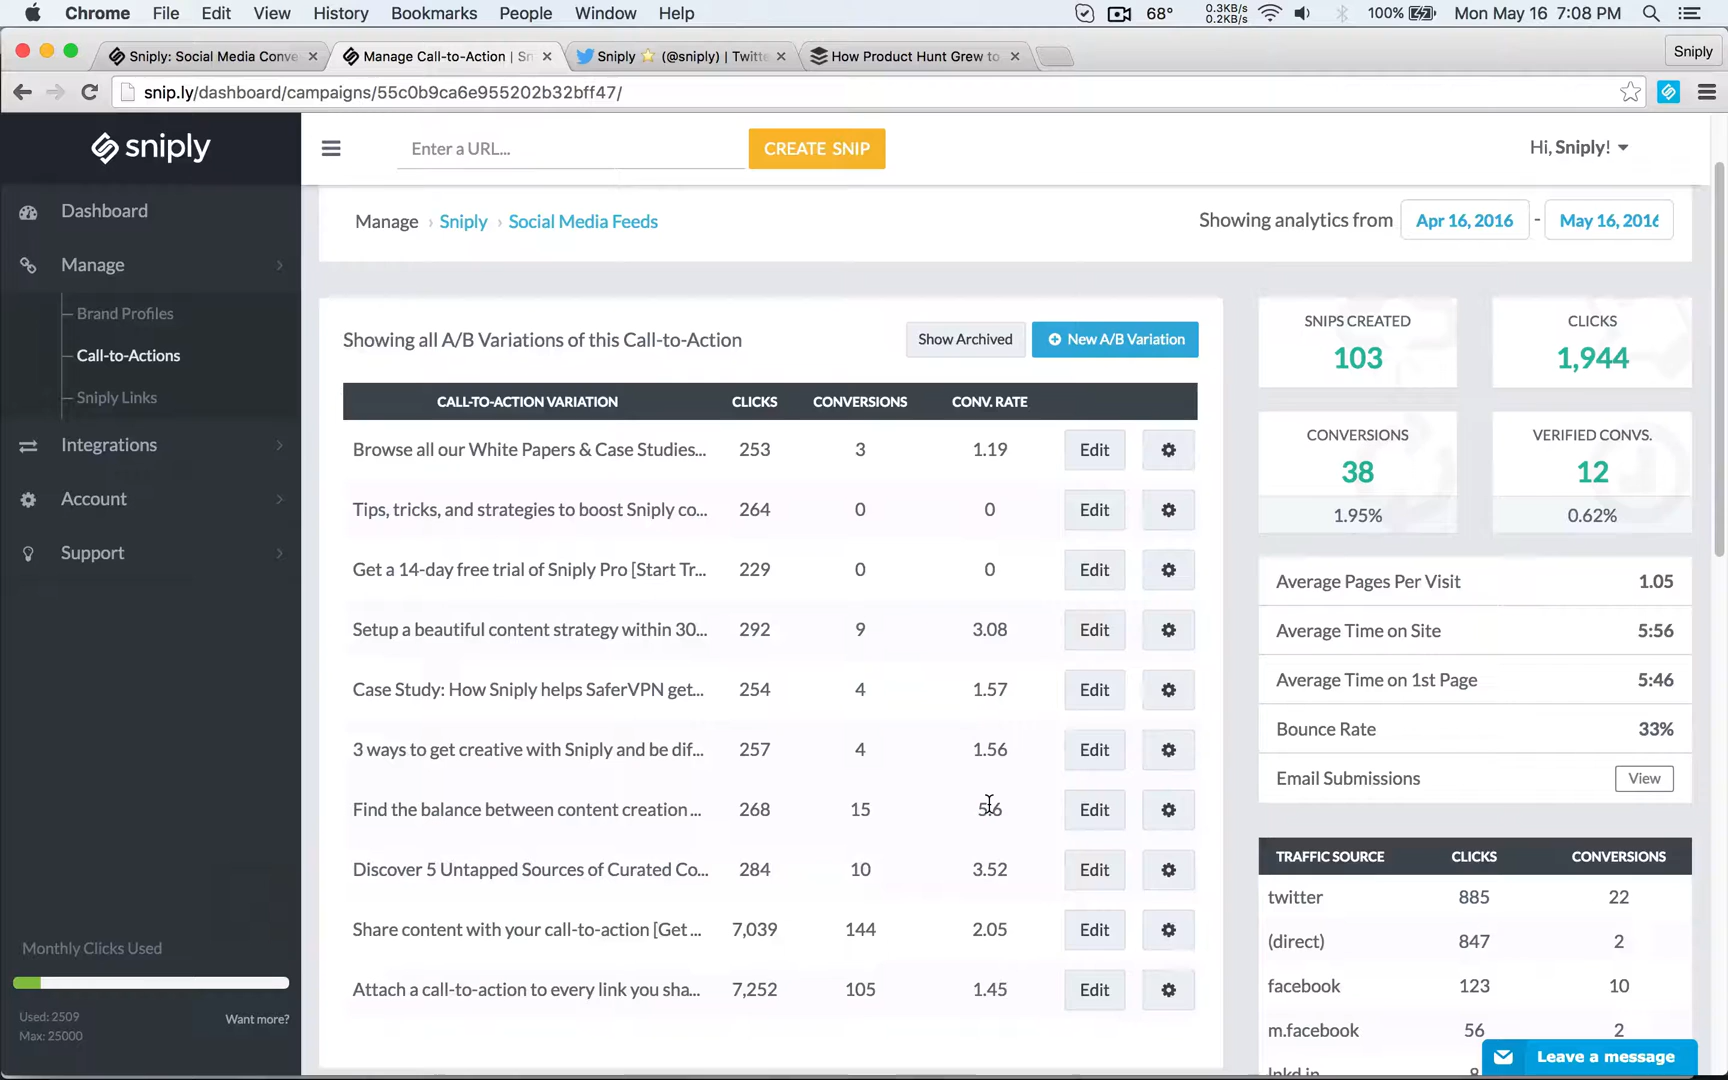 Chrome File Edit View History Bookmarks People Window Help 68° 0.3KB/s 0.2KB/s 100% Mon May 16 7:08 PM
Sniply: Social Media Conve Manage Call-to-Action | Sn Sniply (@sniply) | Twitte How Product Hunt Grew to Sniply
snip.ly/dashboard/campaigns/55c0b9ca6e955202b32bff47/
sniply
Enter a URL... CREATE SNIP Hi, Sniply!
Dashboard
Manage
Brand Profiles
Call-to-Actions
Sniply Links
Integrations
Account
Support
Monthly Clicks Used
Used: 2509
Max: 25000
Want more?
Manage › Sniply › Social Media Feeds
Showing analytics from Apr 16, 2016 - May 16, 2016
Showing all A/B Variations of this Call-to-Action Show Archived New A/B Variation
CALL-TO-ACTION VARIATION CLICKS CONVERSIONS CONV. RATE
Browse all our White Papers & Case Studies... 253 3 1.19 Edit
Tips, tricks, and strategies to boost Sniply co... 264 0 0 Edit
Get a 14-day free trial of Sniply Pro [Start Tr... 229 0 0 Edit
Setup a beautiful content strategy within 30... 292 9 3.08 Edit
Case Study: How Sniply helps SaferVPN get... 254 4 1.57 Edit
3 ways to get creative with Sniply and be dif... 257 4 1.56 Edit
Find the balance between content creation ... 268 15 5.6 Edit
Discover 5 Untapped Sources of Curated Co... 284 10 3.52 Edit
Share content with your call-to-action [Get ... 7,039 144 2.05 Edit
Attach a call-to-action to every link you sha... 7,252 105 1.45 Edit
SNIPS CREATED
103
CLICKS
1,944
CONVERSIONS
38
1.95%
VERIFIED CONVS.
12
0.62%
Average Pages Per Visit 1.05
Average Time on Site 5:56
Average Time on 1st Page 5:46
Bounce Rate 33%
Email Submissions View
TRAFFIC SOURCE CLICKS CONVERSIONS
twitter 885 22
(direct) 847 2
facebook 123 10
m.facebook 56 2
lnkd.in 8
Leave a message